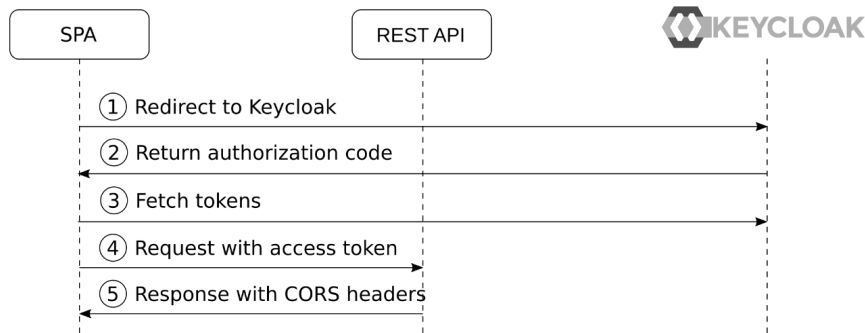 SPA
REST API
KEYCLOAK
1 Redirect to Keycloak
2 Return authorization code
3 Fetch tokens
4 Request with access token
5 Response with CORS headers